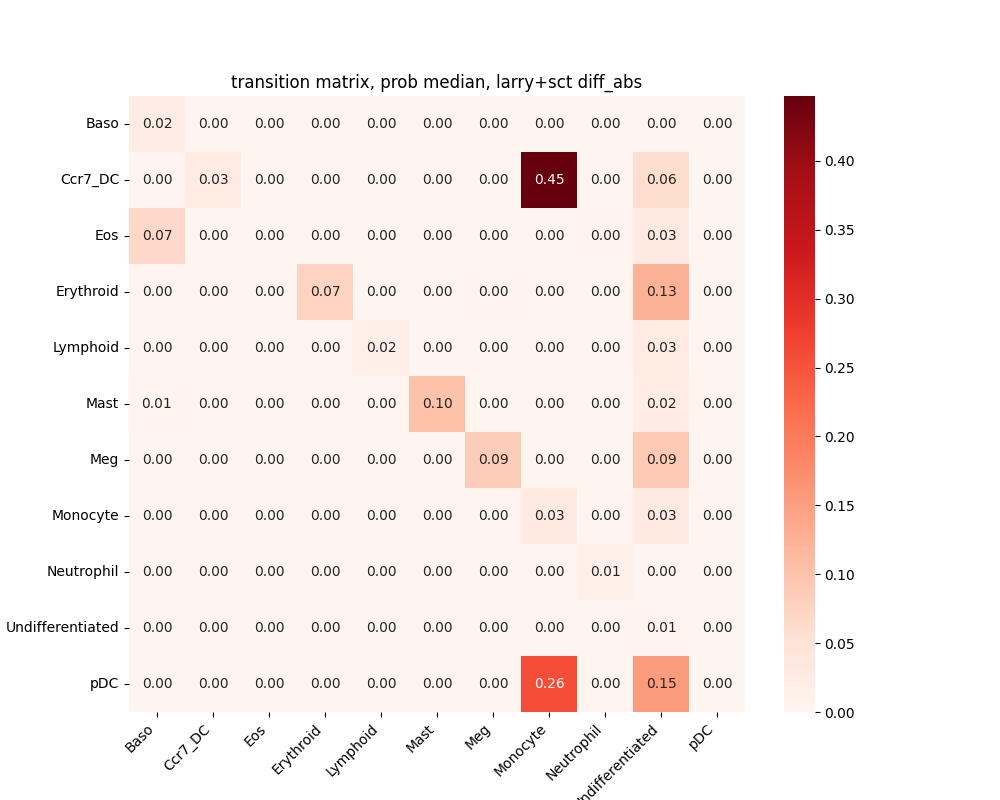 transition matrix, prob median, larry+sct diff_abs
Baso 0.02 0.00 0.00 0.00 0.00 0.00 0.00 0.00 0.00 0.00 0.00
Ccr7_DC 0.00 0.03 0.00 0.00 0.00 0.00 0.00 0.45 0.00 0.06 0.00
Eos 0.07 0.00 0.00 0.00 0.00 0.00 0.00 0.00 0.00 0.03 0.00
Erythroid 0.00 0.00 0.00 0.07 0.00 0.00 0.00 0.00 0.00 0.13 0.00
Lymphoid 0.00 0.00 0.00 0.00 0.02 0.00 0.00 0.00 0.00 0.03 0.00
Mast 0.01 0.00 0.00 0.00 0.00 0.10 0.00 0.00 0.00 0.02 0.00
Meg 0.00 0.00 0.00 0.00 0.00 0.00 0.09 0.00 0.00 0.09 0.00
Monocyte 0.00 0.00 0.00 0.00 0.00 0.00 0.00 0.03 0.00 0.03 0.00
Neutrophil 0.00 0.00 0.00 0.00 0.00 0.00 0.00 0.00 0.01 0.00 0.00
Undifferentiated 0.00 0.00 0.00 0.00 0.00 0.00 0.00 0.00 0.00 0.01 0.00
pDC 0.00 0.00 0.00 0.00 0.00 0.00 0.00 0.26 0.00 0.15 0.00
Baso Ccr7_DC Eos Erythroid Lymphoid Mast Meg Monocyte Neutrophil pDC
0.40
0.35
0.30
0.25
0.20
0.15
0.10
0.05
0.00